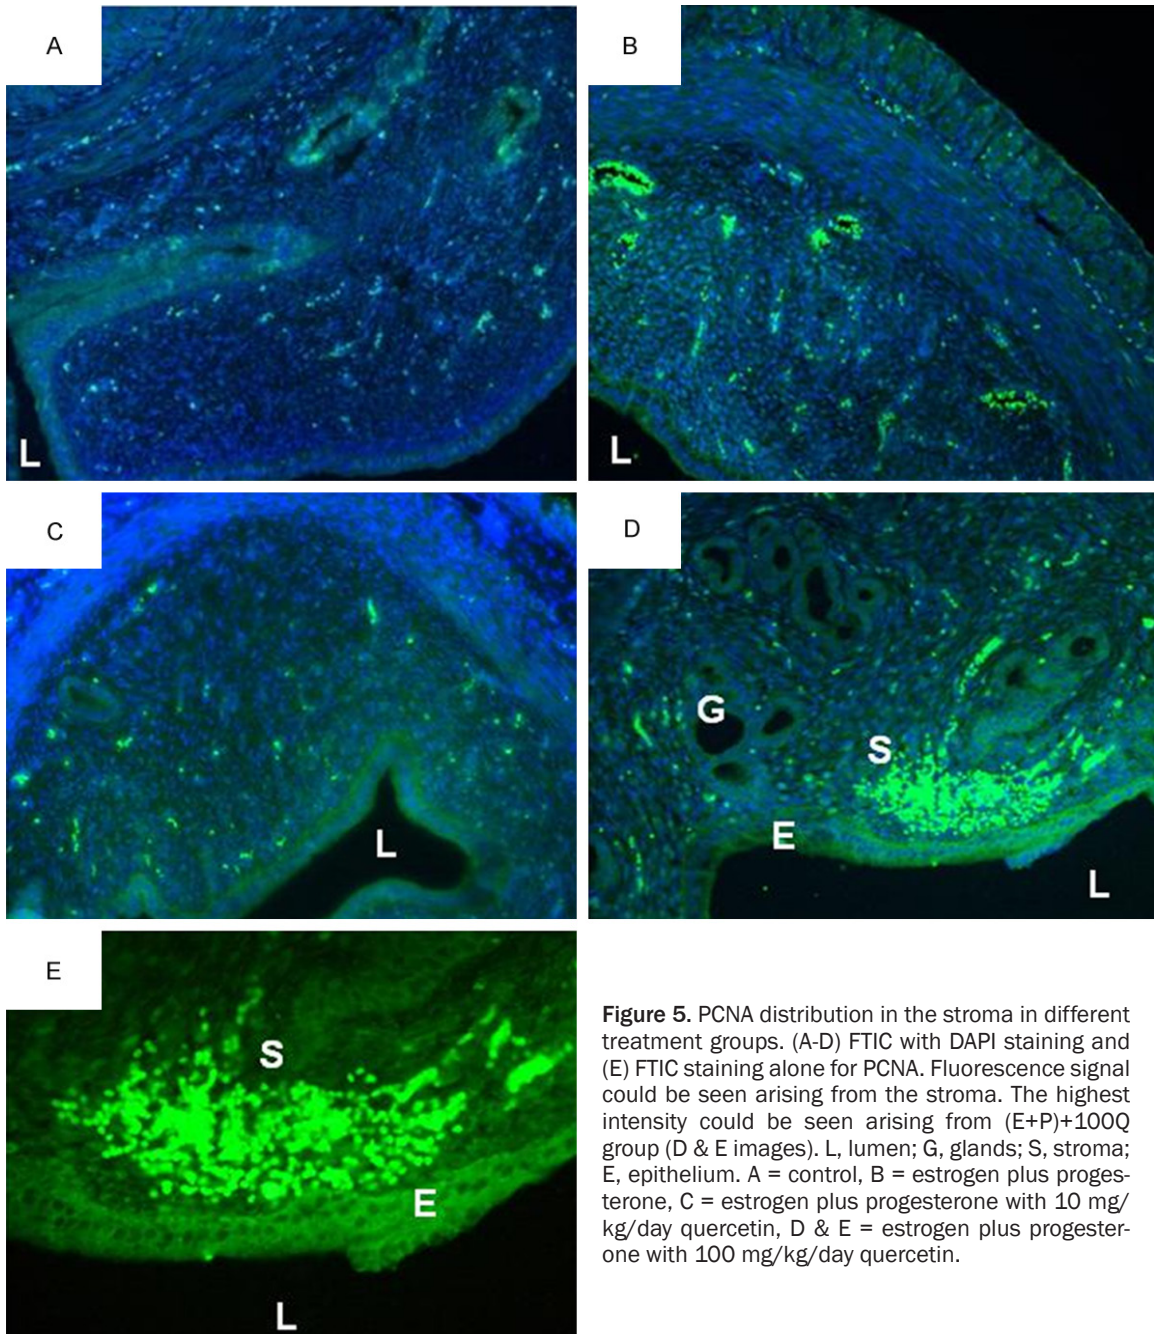 A
B
L
L
C
D
G
S
L
E
L
E
S
E
L
Figure 5. PCNA distribution in the stroma in different
treatment groups. (A-D) FTIC with DAPI staining and
(E) FTIC staining alone for PCNA. Fluorescence signal
could be seen arising from the stroma. The highest
intensity could be seen arising from (E+P)+100Q
group (D & E images). L, lumen; G, glands; S, stroma;
E, epithelium. A = control, B = estrogen plus proges-
terone, C = estrogen plus progesterone with 10 mg/
kg/day quercetin, D & E = estrogen plus progester-
one with 100 mg/kg/day quercetin.